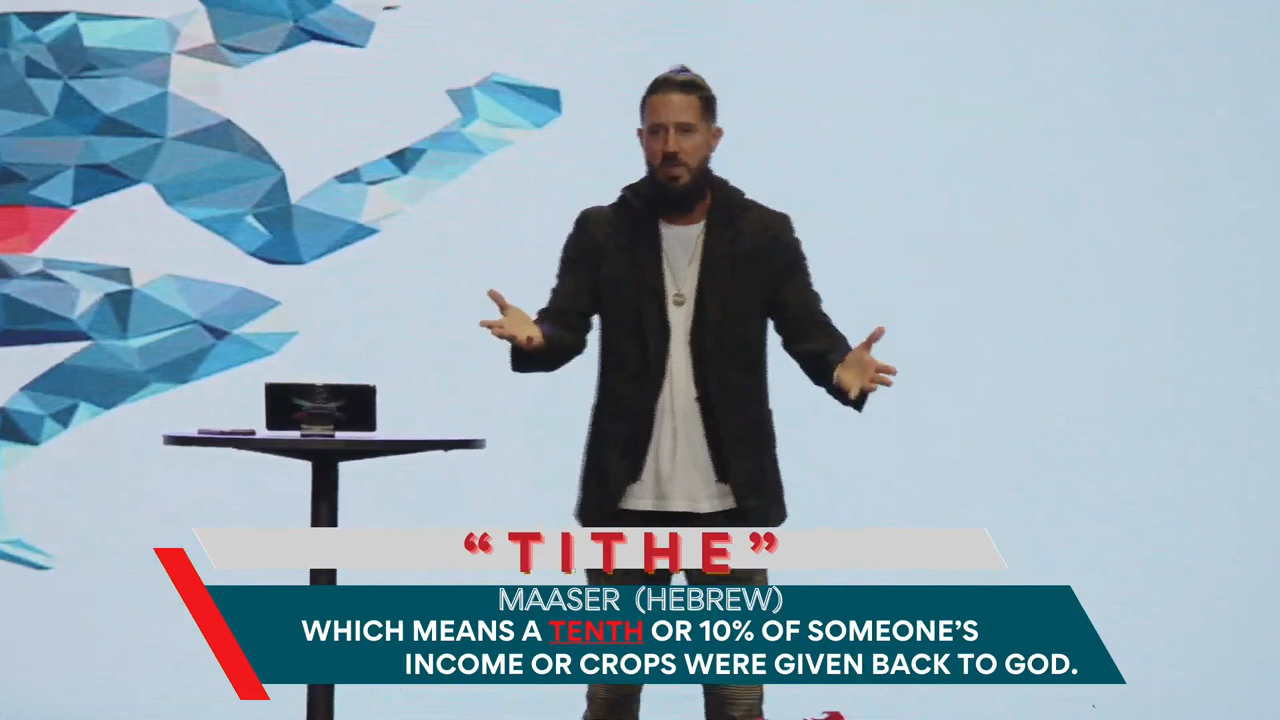 “TITHE”
MAASER (HEBREW)
WHICH MEANS A TENTH OR 10% OF SOMEONE’S
INCOME OR CROPS WERE GIVEN BACK TO GOD.